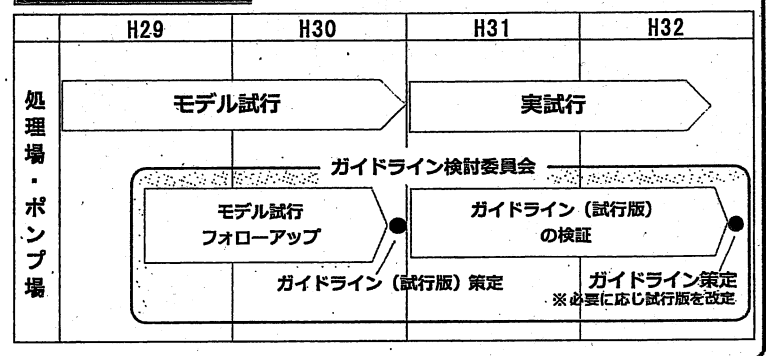 H29 H30 H31 H32
処理場・ポンプ場
モデル試行
実試行
ガイドライン検討委員会
モデル試行
フォローアップ
ガイドライン（試行版）
の検証
ガイドライン（試行版）策定
ガイドライン策定
※必要に応じ試行版を改定